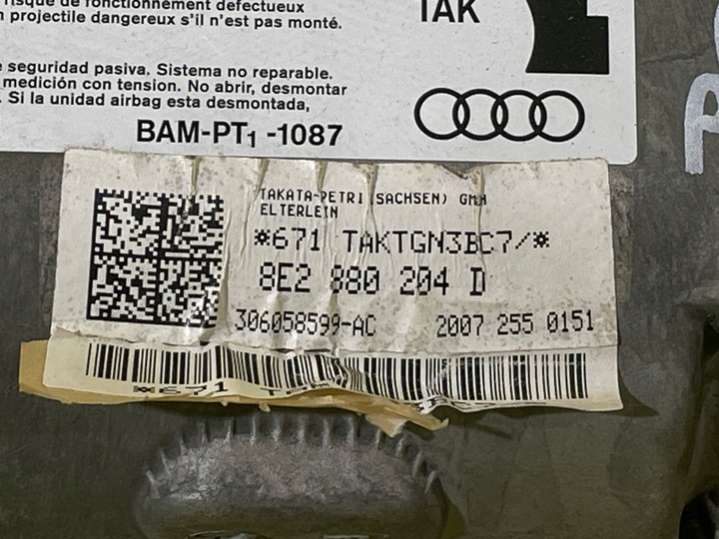 de fonctionnement défectueux
projectile dangereux s'il n'est pas monté.
TAK
seguridad pasiva. Sistema no reparable.
medición con tension. No abrir, desmontar
Si la unidad airbag esta desmontada,
BAM-PT1 -1087
TAKATA-PETRI (SACHSEN) GMH
ELTERLEIN
*671 TAKTGN3BC7/*
8E2 880 204 D
306058599-AC 2007 255 0151
*671